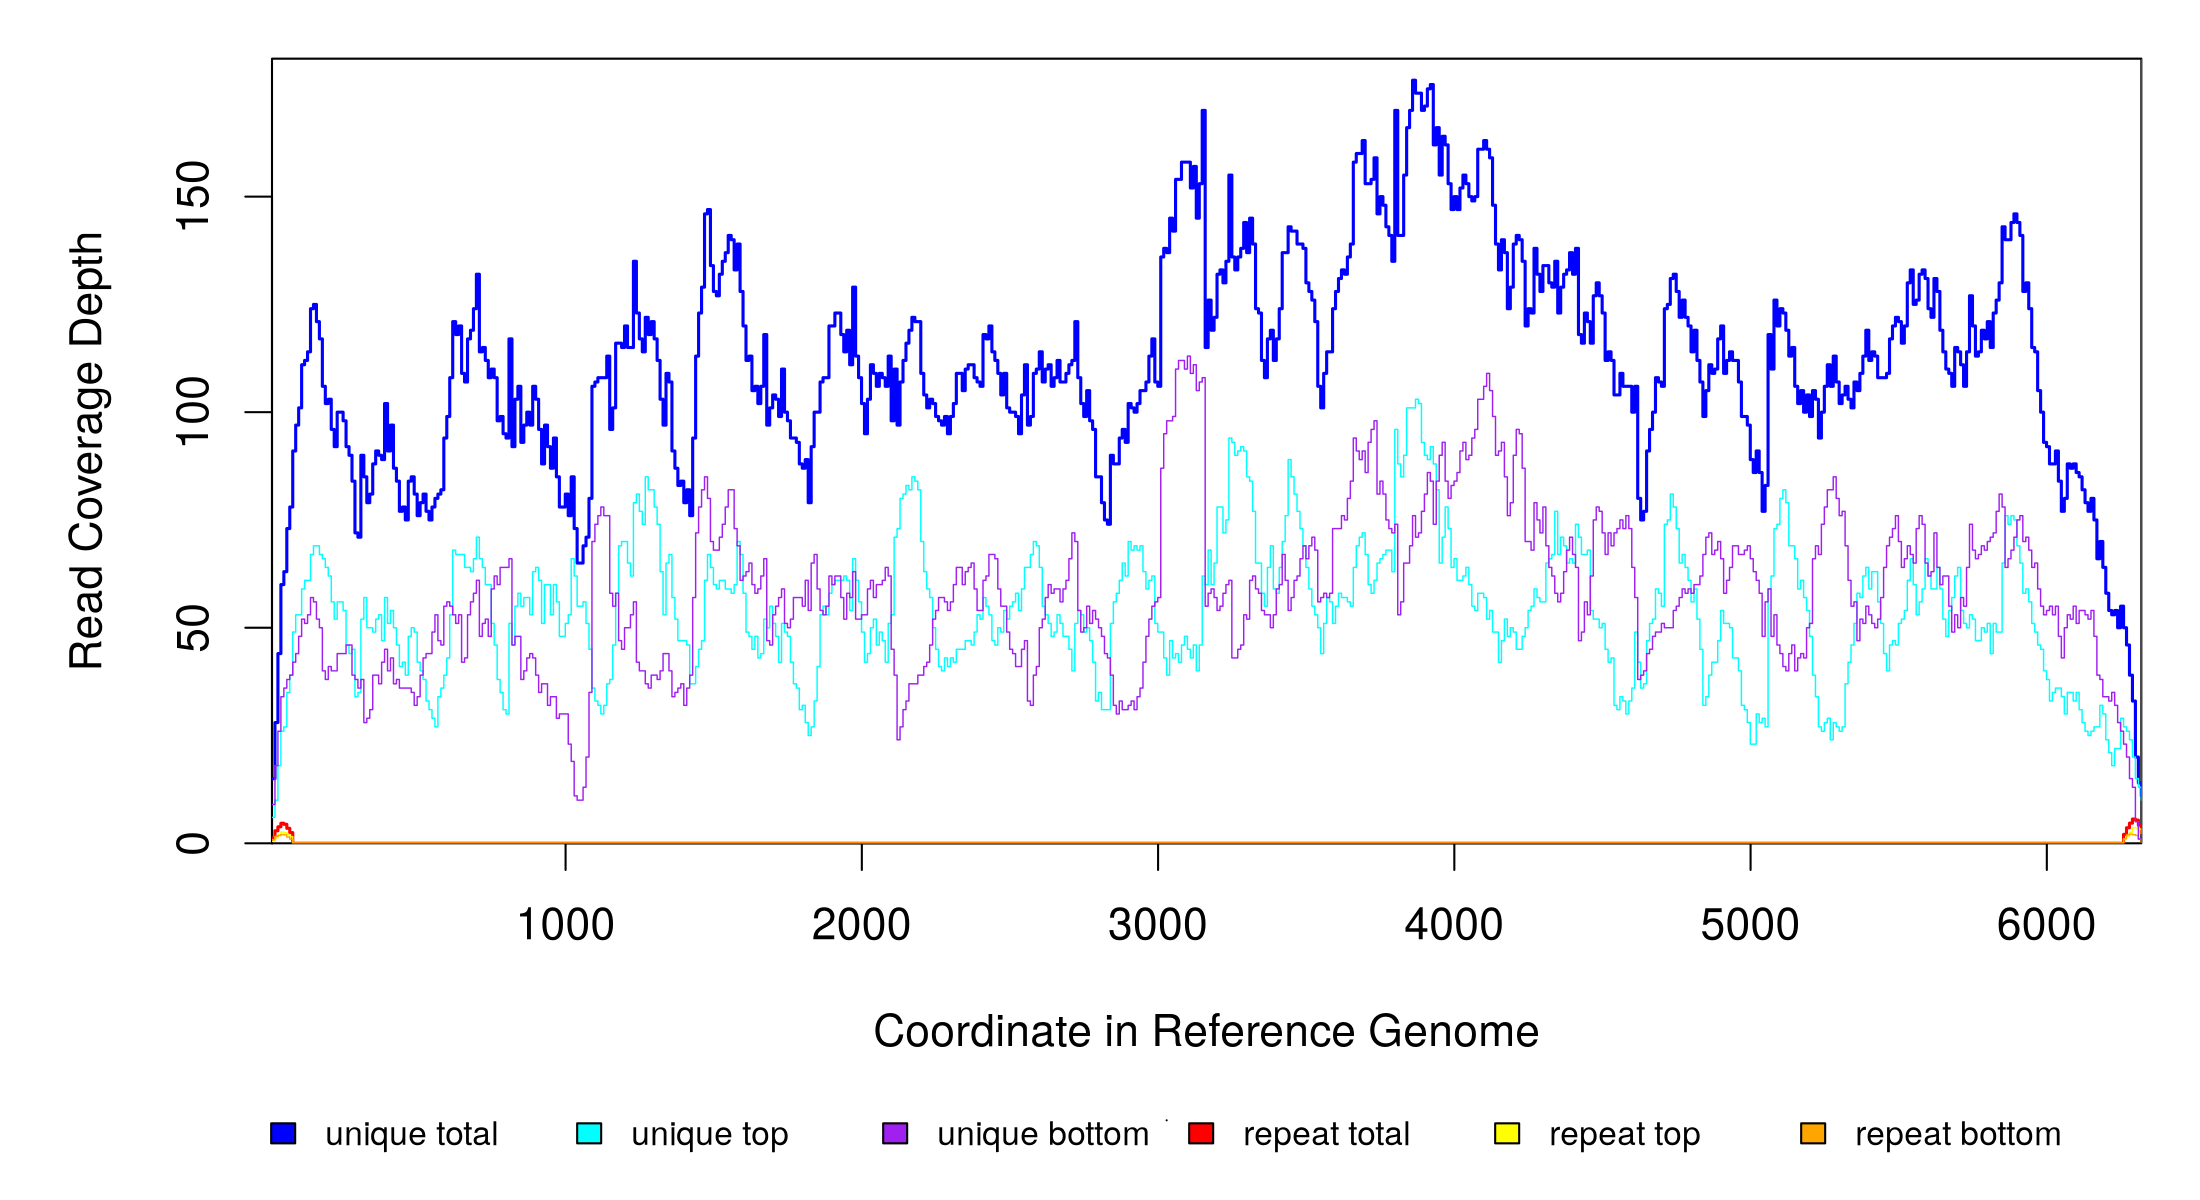 Read Coverage Depth
150
100
50
0
1000 2000 3000 4000 5000 6000
Coordinate in Reference Genome
unique total unique top unique bottom repeat total repeat top repeat bottom